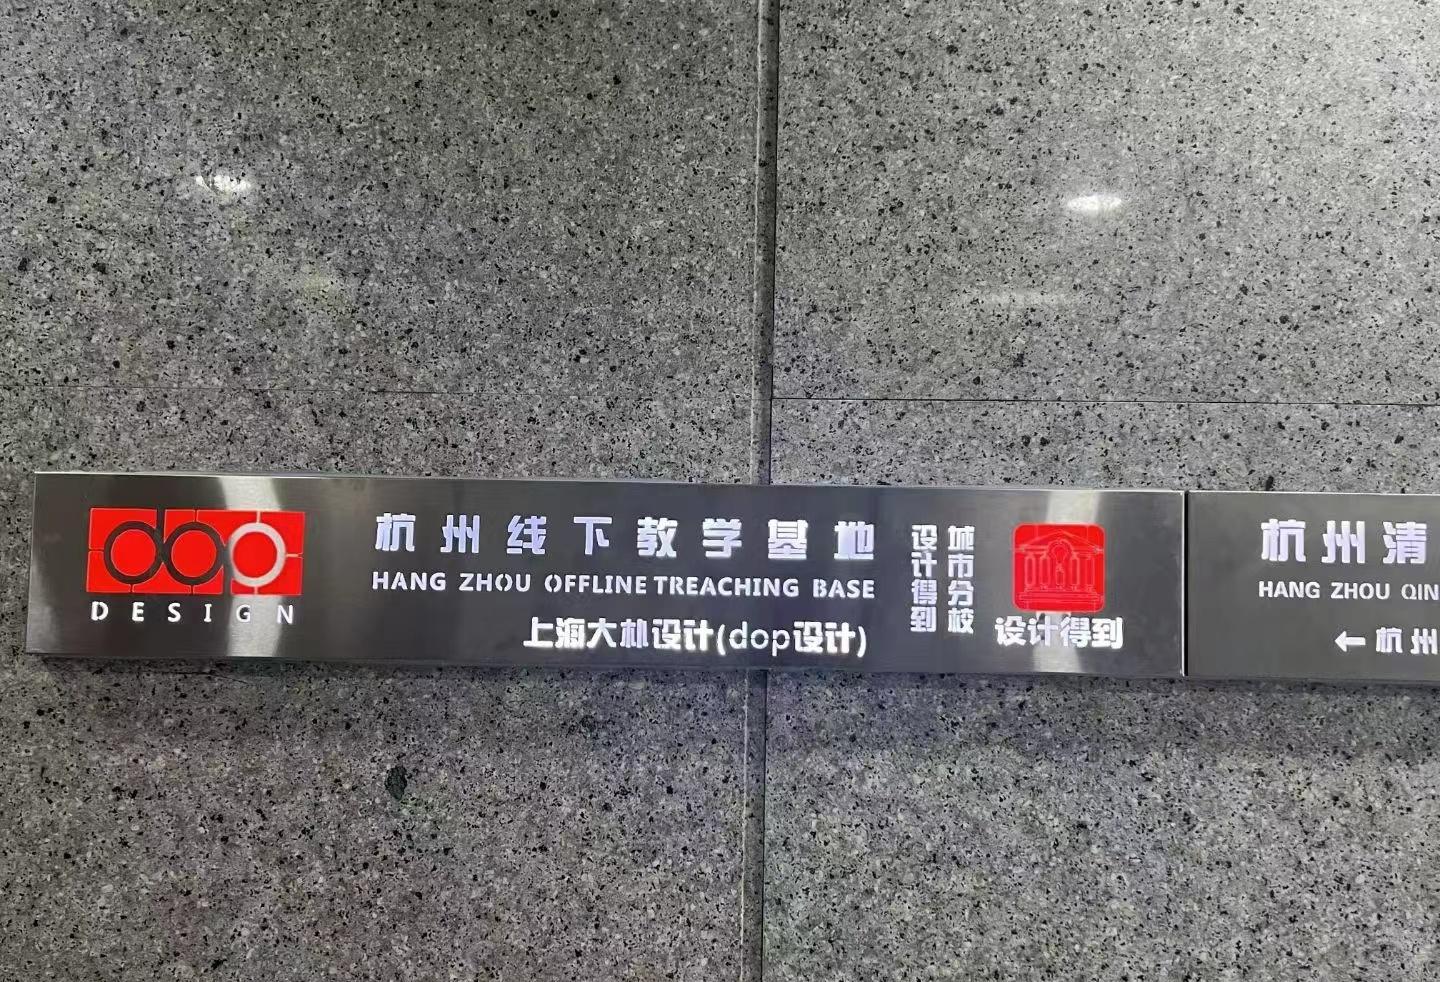 dop
DESIGN
杭州线下教学基地
HANG ZHOU OFFLINE TREACHING BASE
上海大朴设计(dop设计)
设计得到
城市分校
设计得到
杭州清
HANG ZHOU QIN
←杭州